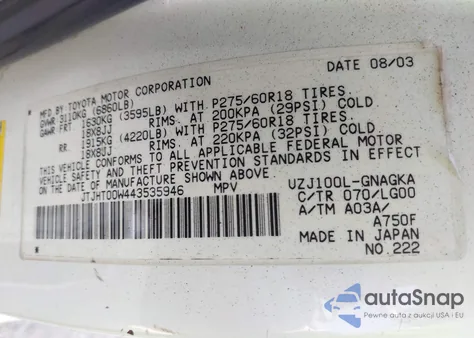 MFD BY: TOYOTA MOTOR CORPORATION DATE 08/03
GVWR 3110KG (6860LB)
GAWR FRT 1630KG (3595LB) WITH P275/60R18 TIRES.
18X8JJ RIMS. AT 200KPA (29PSI) COLD.
RR. 1915KG (4220LB) WITH P275/60R18 TIRES.
18X8JJ RIMS. AT 220KPA (32PSI) COLD.
THIS VEHICLE CONFORMS TO ALL APPLICABLE FEDERAL MOTOR
VEHICLE SAFETY AND THEFT PREVENTION STANDARDS IN EFFECT
ON THE DATE OF MANUFACTURE SHOWN ABOVE.
JTJHT00W443535946 MPV UZJ100L-GNAGKA
C/TR 070/LG00
A/TM A03A/
A750F
MADE IN JAPAN
NO.222
autoSnap
Auta i pojazdy z aukcji USA i EU